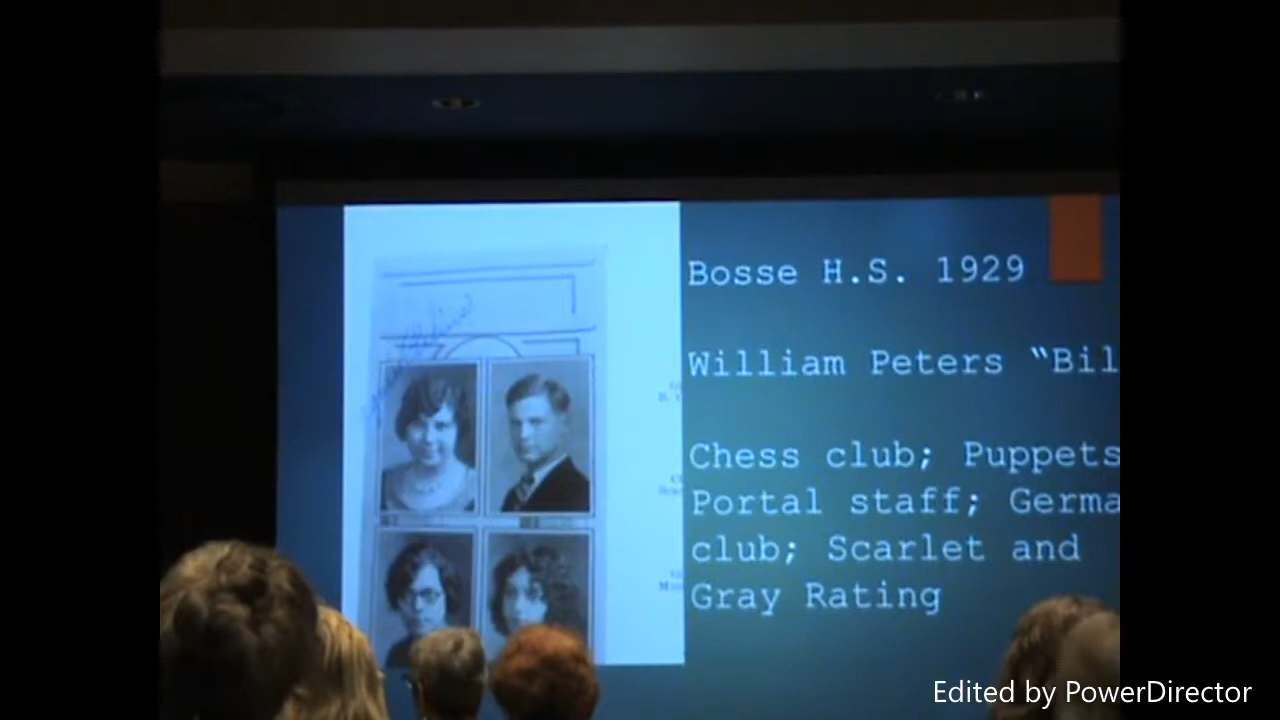 Bosse H.S. 1929
William Peters “Bil
Chess club; Puppets
Portal staff; Germa
club; Scarlet and
Gray Rating
Edited by PowerDirector